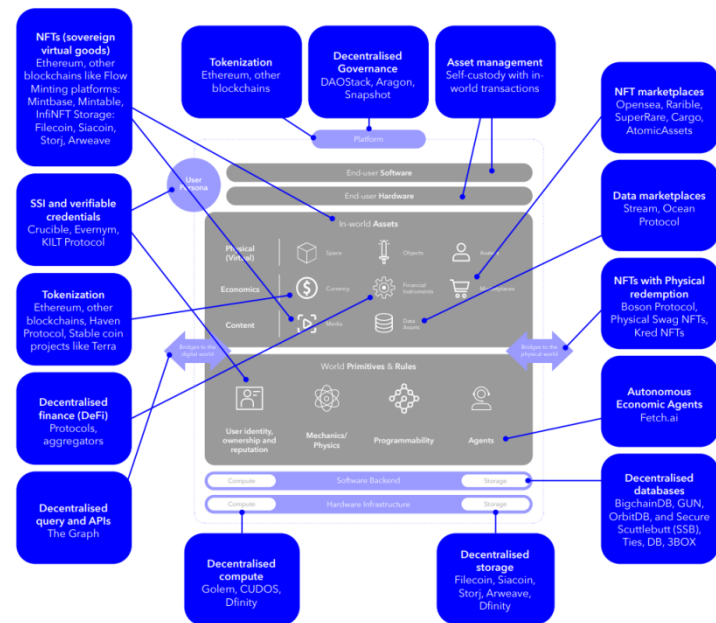 NFTs (sovereign
virtual goods)
Ethereum, other
blockchains like Flow
Minting platforms:
Mintbase, Mintable,
InfiNFT Storage:
Filecoin, Siacoin,
Storj, Arweave
Tokenization
Ethereum, other
blockchains
Decentralised
Governance
DAOStack, Aragon,
Snapshot
Asset management
Self-custody with in-
world transactions
NFT marketplaces
Opensea, Rarible,
SuperRare, Cargo,
AtomicAssets
Platform
End-user Software
End-user Hardware
User
Persona
SSI and verifiable
credentials
Crucible, Evernym,
KILT Protocol
Data marketplaces
Stream, Ocean
Protocol
In-world Assets
Physical
(Virtual)
Space
Objects
Avatars
Economics
Currency
Financial
Instruments
Marketplaces
Content
Media
Data
Assets
Tokenization
Ethereum, other
blockchains, Haven
Protocol, Stable coin
projects like Terra
NFTs with Physical
redemption
Boson Protocol,
Physical Swag NFTs,
Kred NFTs
Bridges to the
digital world
Bridges to the
physical world
World Primitives & Rules
User identity,
ownership and
reputation
Mechanics/
Physics
Programmability
Agents
Decentralised
finance (DeFi)
Protocols,
aggregators
Autonomous
Economic Agents
Fetch.ai
Compute
Software Backend
Storage
Compute
Hardware Infrastructure
Storage
Decentralised
query and APIs
The Graph
Decentralised
databases
BigchainDB, GUN,
OrbitDB, and Secure
Scuttlebutt (SSB),
Ties, DB, 3BOX
Decentralised
compute
Golem, CUDOS,
Dfinity
Decentralised
storage
Filecoin, Siacoin,
Storj, Arweave,
Dfinity